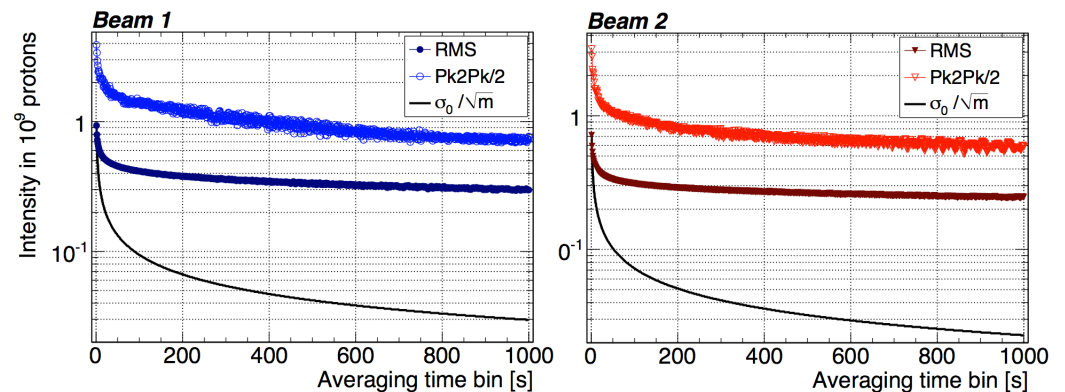 Beam 1
Intensity in 10⁹ protons
1
10⁻¹
RMS
Pk2Pk/2
σ₀ /√m
0 200 400 600 800 1000
Averaging time bin [s]
Beam 2
1
0⁻¹
RMS
Pk2Pk/2
σ₀ /√m
0 200 400 600 800 1000
Averaging time bin [s]